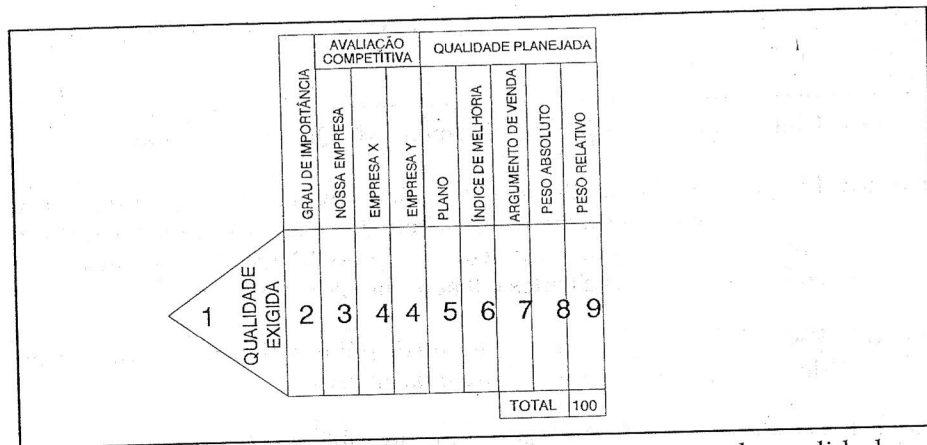 AVALIAÇÃO
COMPETÍTIVA
QUALIDADE PLANEJADA
GRAU DE IMPORTÂNCIA
NOSSA EMPRESA
EMPRESA X
EMPRESA Y
PLANO
ÍNDICE DE MELHORIA
ARGUMENTO DE VENDA
PESO ABSOLUTO
PESO RELATIVO
1
QUALIDADE
EXIGIDA
2 3 4 4 5 6 7 8 9
TOTAL 100